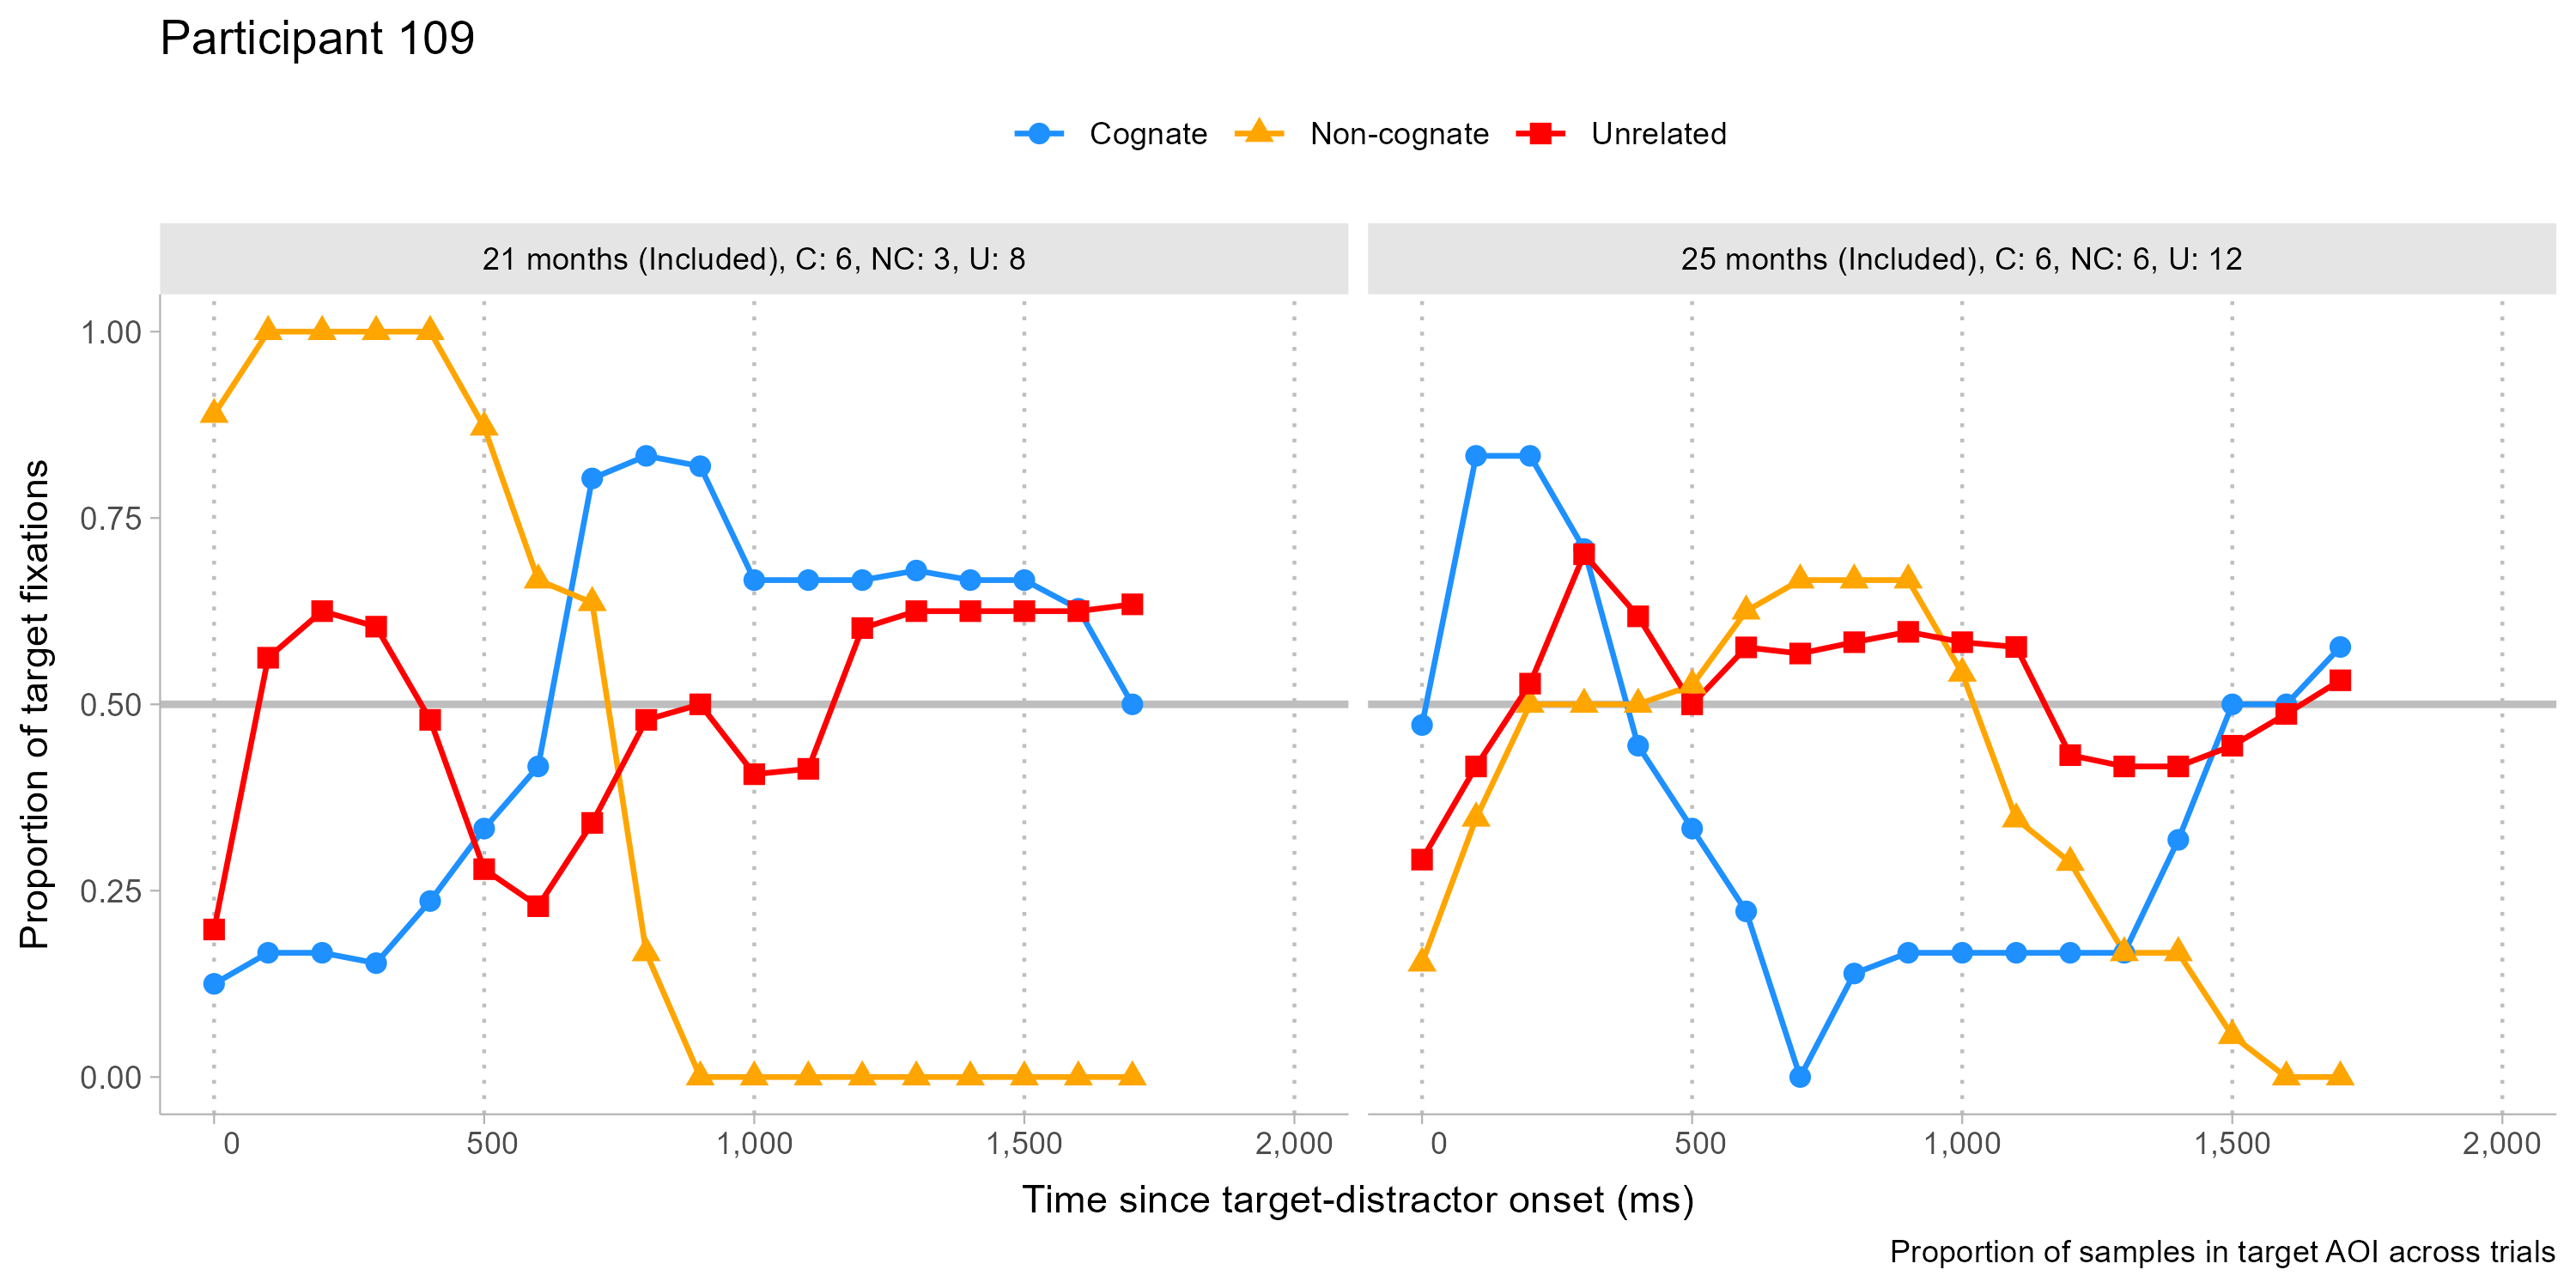 Participant 109
Cognate Non-cognate Unrelated
21 months (Included), C: 6, NC: 3, U: 8
25 months (Included), C: 6, NC: 6, U: 12
Proportion of target fixations
1.00
0.75
0.50
0.25
0.00
0 500 1,000 1,500 2,000
0 500 1,000 1,500 2,000
Time since target-distractor onset (ms)
Proportion of samples in target AOI across trials